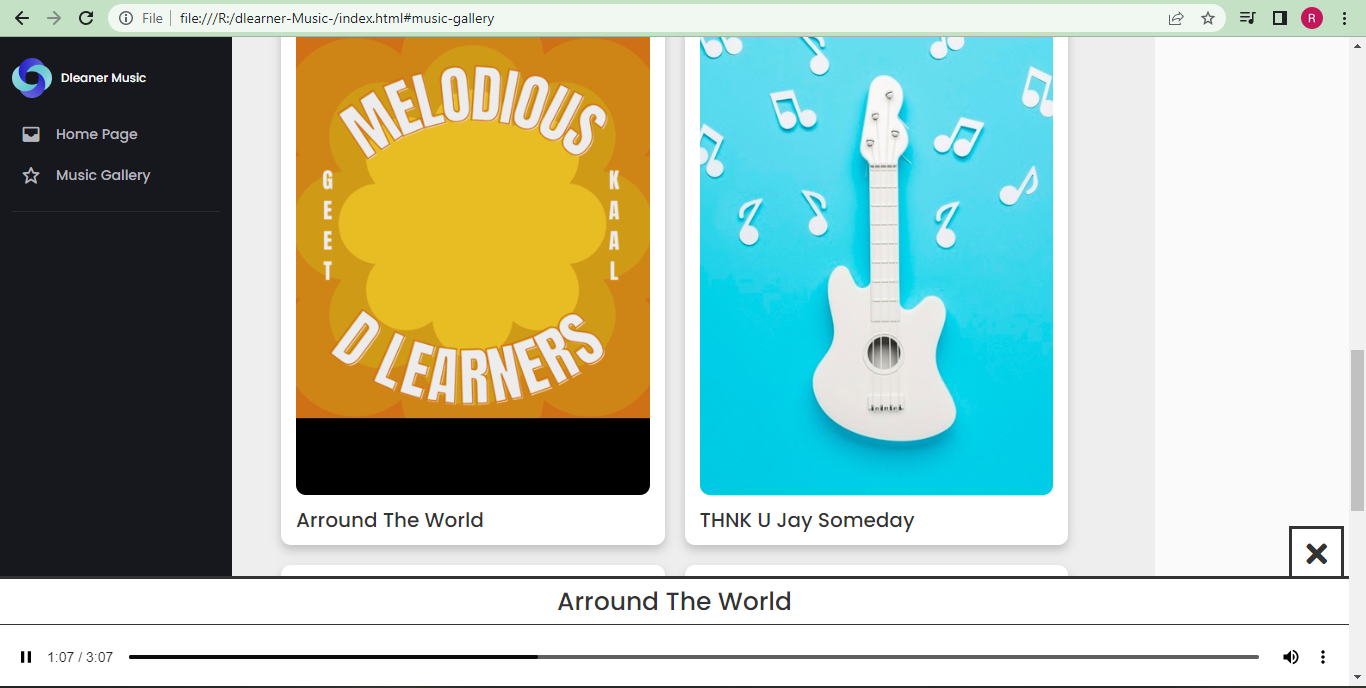 File
file:///R:/dlearner-Music-/index.html#music-gallery
R
Dleaner Music
Home Page
Music Gallery
MELODIOUS
GEET
KAAL
D LEARNERS
Arround The World
THNK U Jay Someday
Arround The World
1:07 / 3:07